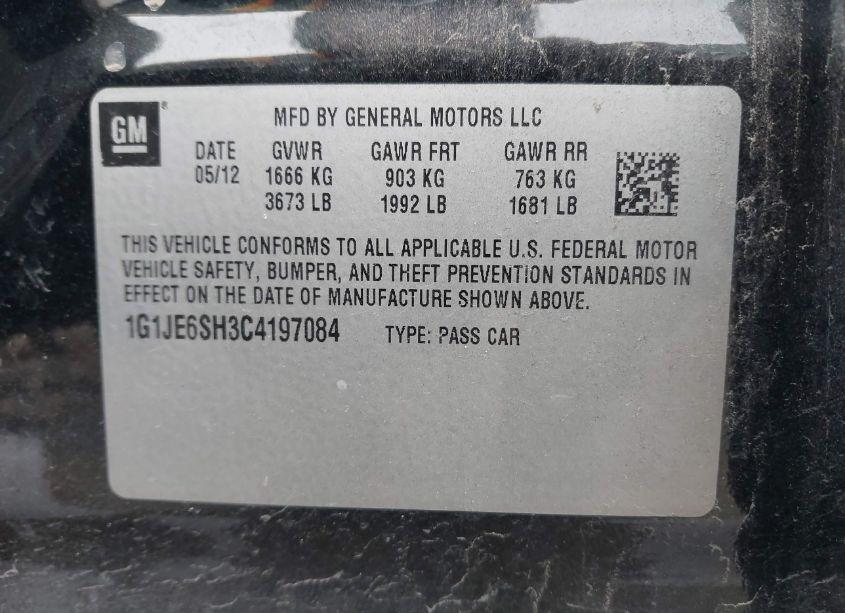 GM®
MFD BY GENERAL MOTORS LLC
DATE GVWR GAWR FRT GAWR RR
05/12 1666 KG 903 KG 763 KG
3673 LB 1992 LB 1681 LB
THIS VEHICLE CONFORMS TO ALL APPLICABLE U.S. FEDERAL MOTOR
VEHICLE SAFETY, BUMPER, AND THEFT PREVENTION STANDARDS IN
EFFECT ON THE DATE OF MANUFACTURE SHOWN ABOVE.
1G1JE6SH3C4197084 TYPE: PASS CAR